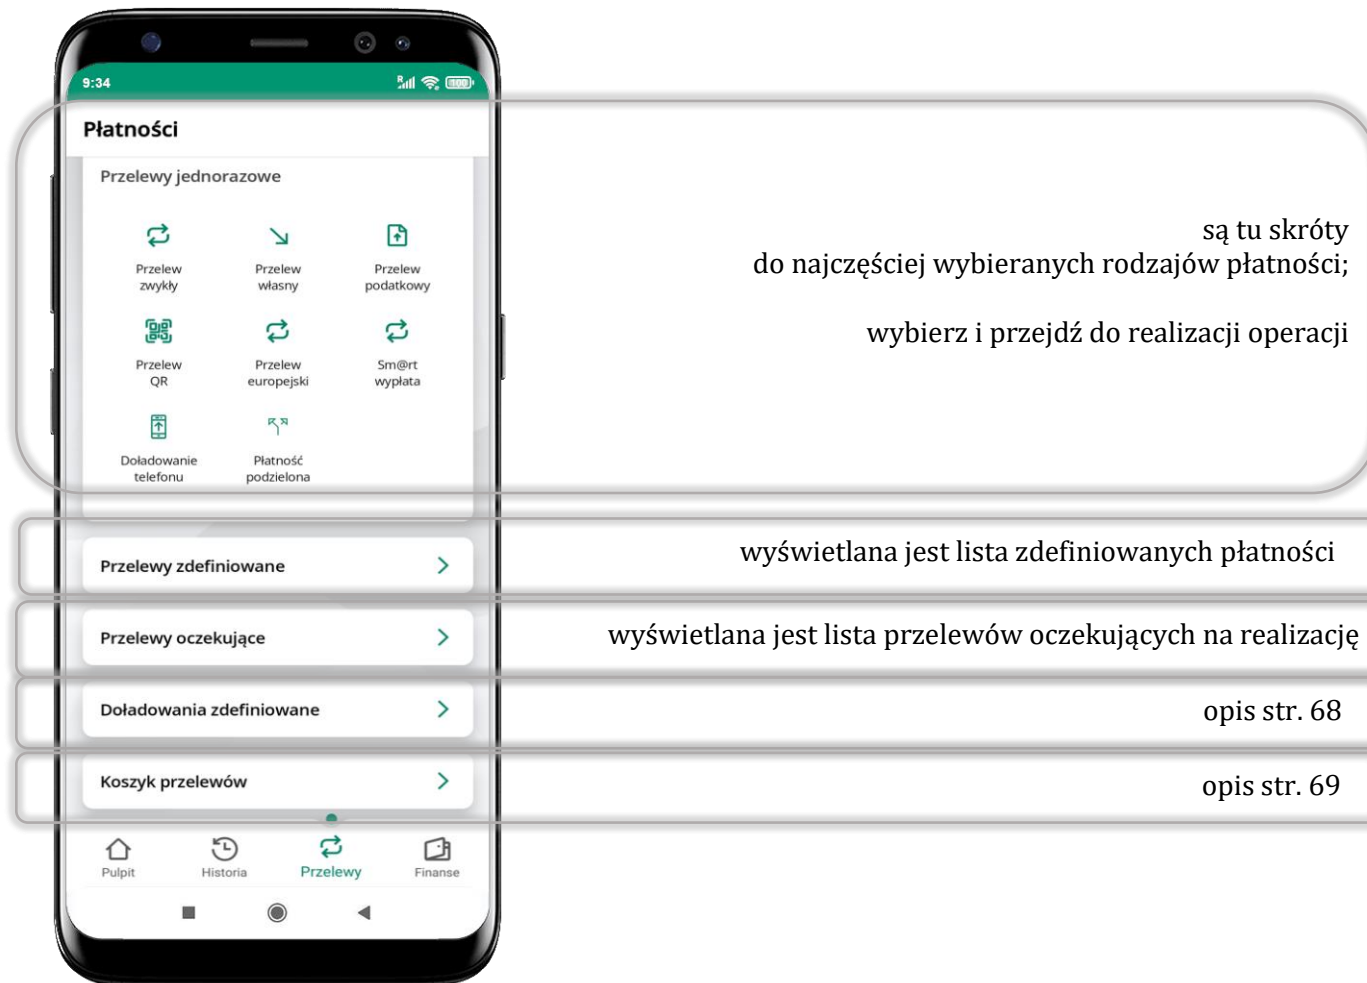 9:34
R
100
Płatności
Przelewy jednorazowe
Przelew
zwykły
Przelew
własny
Przelew
podatkowy
Przelew
QR
Przelew
europejski
Sm@rt
wypłata
Doładowanie
telefonu
Płatność
podzielona
są tu skróty
do najczęściej wybieranych rodzajów płatności;
wybierz i przejdź do realizacji operacji
Przelewy zdefiniowane
wyświetlana jest lista zdefiniowanych płatności
Przelewy oczekujące
wyświetlana jest lista przelewów oczekujących na realizację
Doładowania zdefiniowane
opis str. 68
Koszyk przelewów
opis str. 69
Pulpit
Historia
Przelewy
Finanse